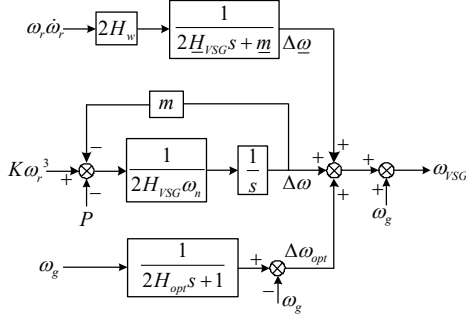 ω_r ω̇_r
2H_w
1
2H_VSG s + m
Δω
m
−
Kω_r^3
+
−
P
1
2H_VSG ω_n
1
s
Δω
+
+
+
+
+
ω_VSG
ω_g
ω_g
1
2H_opt s + 1
+
−
Δω_opt
ω_g